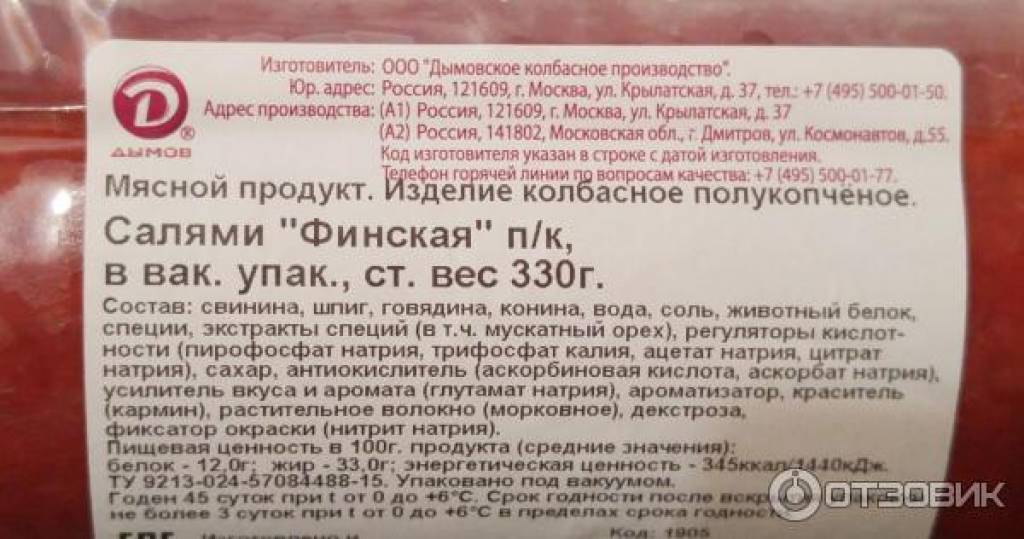 Изготовитель: ООО "Дымовское колбасное производство".
Юр. адрес: Россия, 121609, г. Москва, ул. Крылатская, д. 37, тел.: +7 (495) 500-01-50.
Адрес производства: (А1) Россия, 121609, г. Москва, ул. Крылатская, д. 37
(А2) Россия, 141802, Московская обл., г. Дмитров, ул. Космонавтов, д.55.
Код изготовителя указан в строке с датой изготовления.
Телефон горячей линии по вопросам качества: +7 (495) 500-01-77.
D®
ДЫМОВ
Мясной продукт. Изделие колбасное полукопченое.
Салями "Финская" п/к,
в вак. упак., ст. вес 330г.
Состав: свинина, шпиг, говядина, конина, вода, соль, животный белок,
специи, экстракты специй (в т.ч. мускатный орех), регуляторы кислот-
ности (пирофосфат натрия, трифосфат калия, ацетат натрия, цитрат
натрия), сахар, антиокислитель (аскорбиновая кислота, аскорбат натрия),
усилитель вкуса и аромата (глутамат натрия), ароматизатор, краситель
(кармин), растительное волокно (морковное), декстроза,
фиксатор окраски (нитрит натрия).
Пищевая ценность в 100г. продукта (средние значения):
белок - 12,0г; жир - 33,0г; энергетическая ценность - 345ккал/1440кДж.
ТУ 9213-024-57084488-15. Упаковано под вакуумом.
Годен 45 суток при t от 0 до +6°С. Срок годности после
не более 3 суток при t от 0 до +6°С в пределах срока
Изготовлено и
Код: 1905
ОТЗОВИК